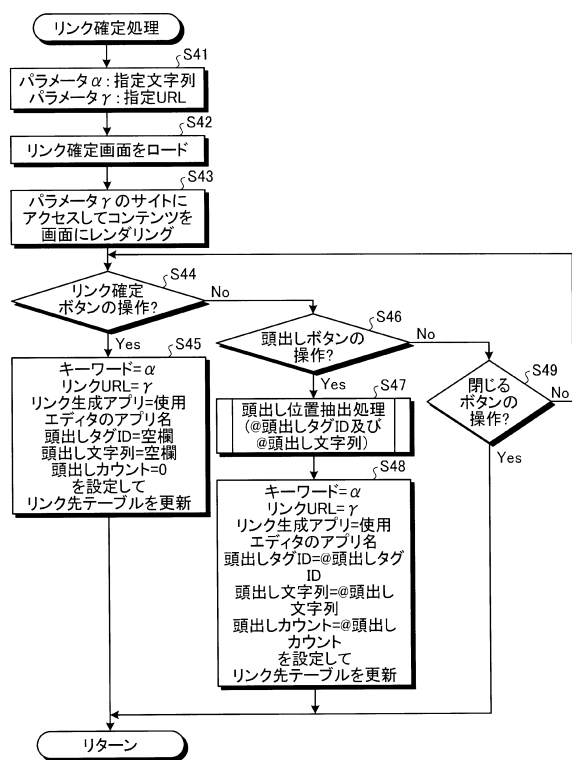 リンク確定処理
S41
パラメータα：指定文字列
パラメータγ：指定URL
S42
リンク確定画面をロード
S43
パラメータγのサイトに
アクセスしてコンテンツを
画面にレンダリング
S44
リンク確定
ボタンの操作?
No
Yes
S45
キーワード=α
リンクURL=γ
リンク生成アプリ=使用
エディタのアプリ名
頭出しタグID=空欄
頭出し文字列=空欄
頭出しカウント=0
を設定して
リンク先テーブルを更新
S46
頭出しボタンの
操作?
No
Yes
S47
頭出し位置抽出処理
(@頭出しタグID及び
@頭出し文字列)
S48
キーワード=α
リンクURL=γ
リンク生成アプリ=使用
エディタのアプリ名
頭出しタグID=@頭出しタグ
ID
頭出し文字列=@頭出し
文字列
頭出しカウント=@頭出し
カウント
を設定して
リンク先テーブルを更新
S49
閉じる
ボタンの
操作?
No
Yes
リターン